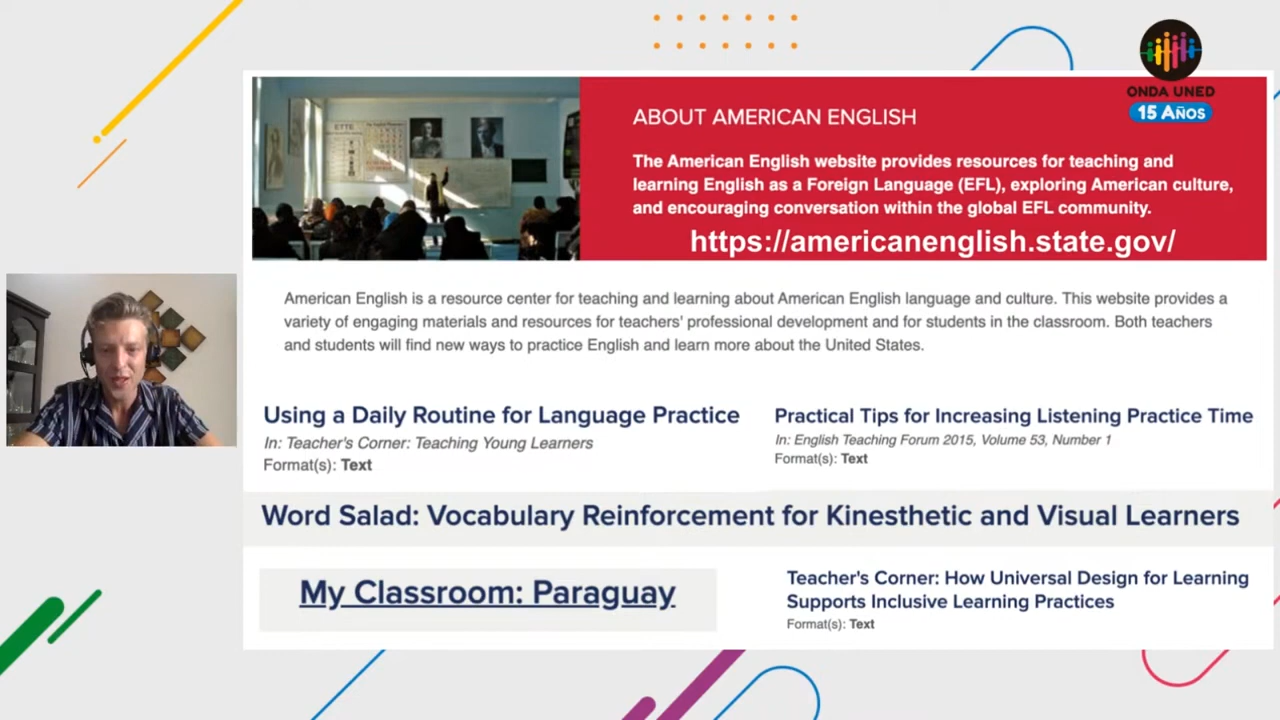 ONDA UNED
15 AÑOS
ETTE
ABOUT AMERICAN ENGLISH
The American English website provides resources for teaching and
learning English as a Foreign Language (EFL), exploring American culture,
and encouraging conversation within the global EFL community.
https://americanenglish.state.gov/
American English is a resource center for teaching and learning about American English language and culture. This website provides a
variety of engaging materials and resources for teachers' professional development and for students in the classroom. Both teachers
and students will find new ways to practice English and learn more about the United States.
Using a Daily Routine for Language Practice
In: Teacher's Corner: Teaching Young Learners
Format(s): Text
Practical Tips for Increasing Listening Practice Time
In: English Teaching Forum 2015, Volume 53, Number 1
Format(s): Text
Word Salad: Vocabulary Reinforcement for Kinesthetic and Visual Learners
My Classroom: Paraguay
Teacher's Corner: How Universal Design for Learning
Supports Inclusive Learning Practices
Format(s): Text